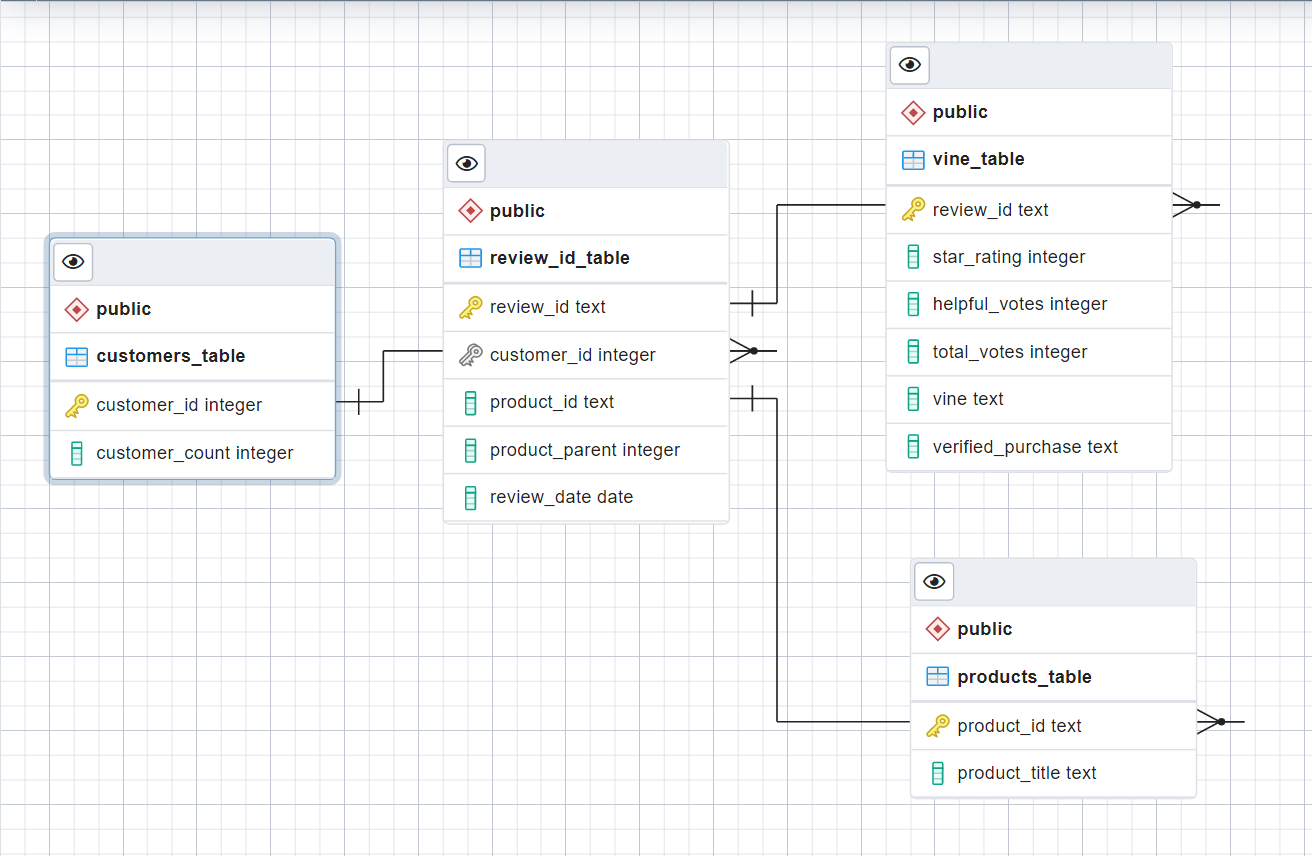 public
customers_table
customer_id integer
customer_count integer
public
review_id_table
review_id text
customer_id integer
product_id text
product_parent integer
review_date date
public
vine_table
review_id text
star_rating integer
helpful_votes integer
total_votes integer
vine text
verified_purchase text
public
products_table
product_id text
product_title text